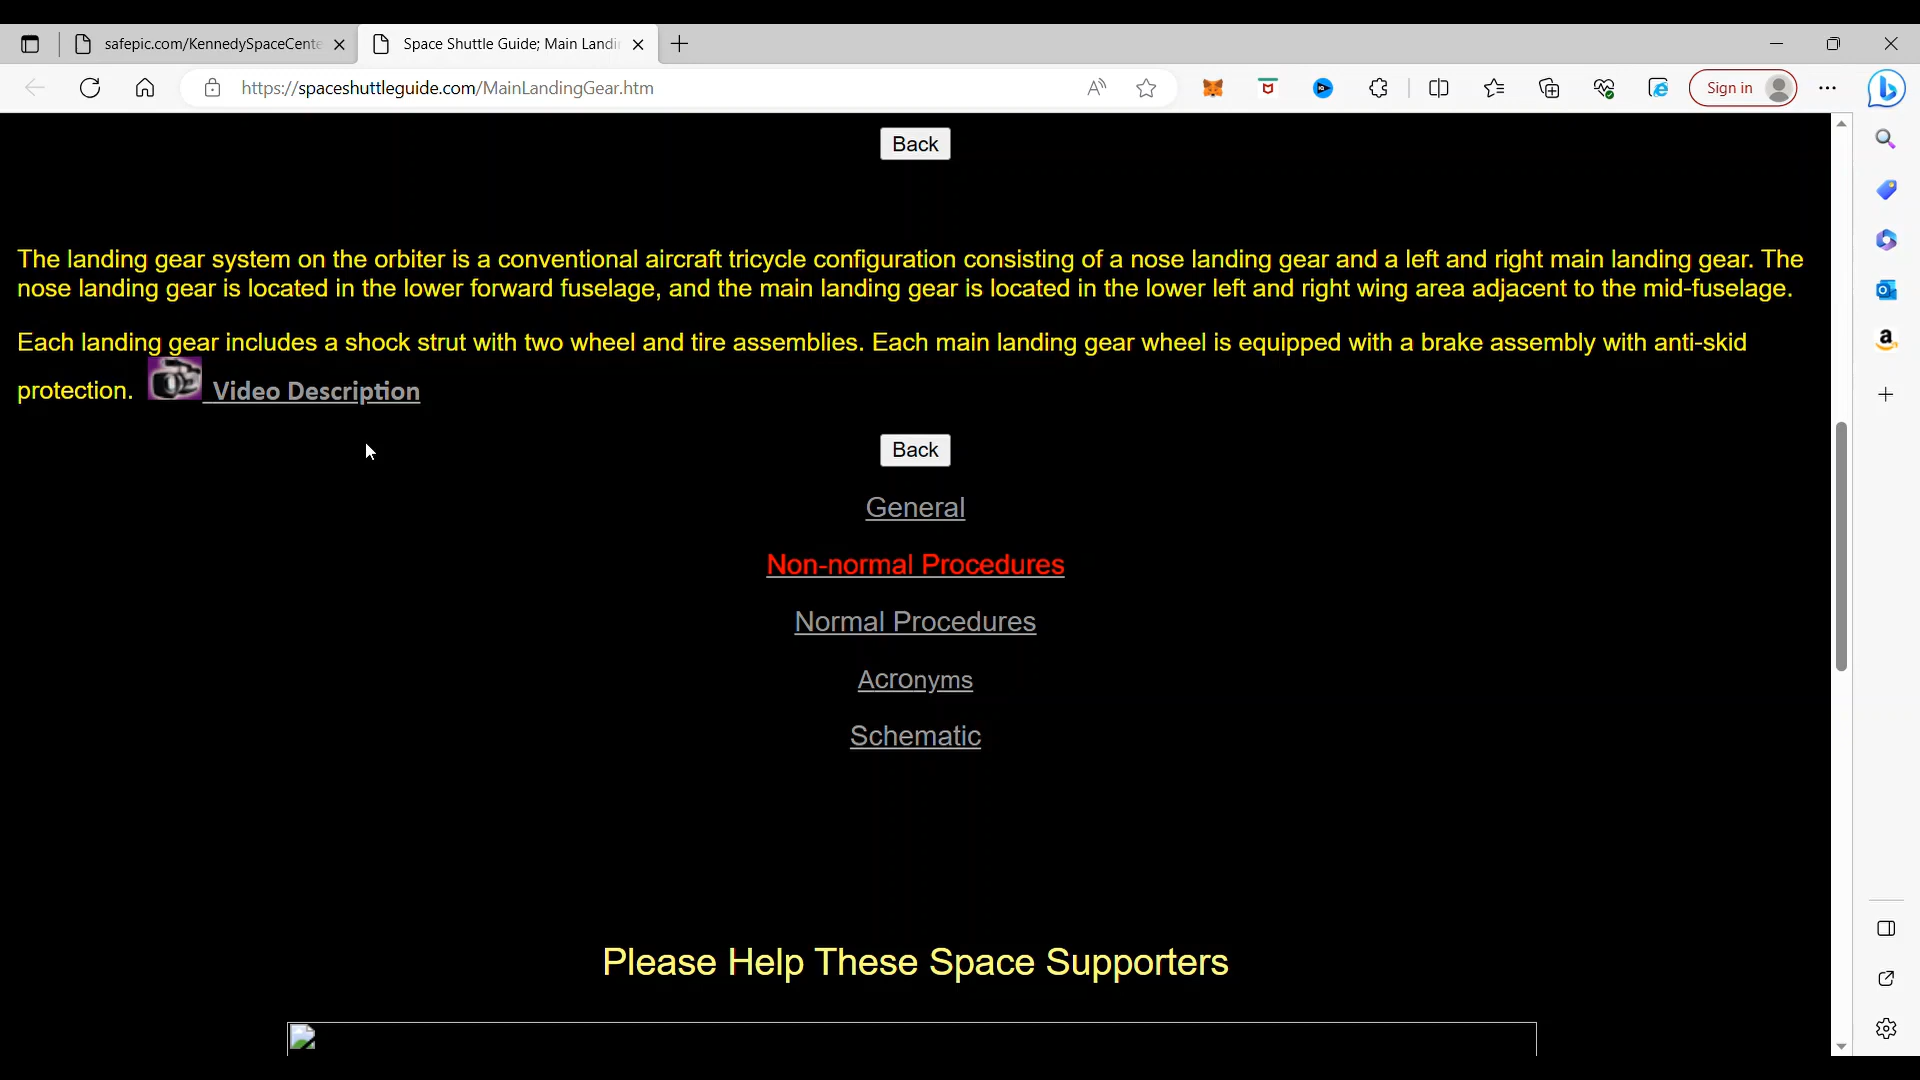 safepic.com/KennedySpaceCente
Space Shuttle Guide; Main Landi
https://spaceshuttleguide.com/MainLandingGear.htm
Sign in
Back
The landing gear system on the orbiter is a conventional aircraft tricycle configuration consisting of a nose landing gear and a left and right main landing gear. The
nose landing gear is located in the lower forward fuselage, and the main landing gear is located in the lower left and right wing area adjacent to the mid-fuselage.
Each landing gear includes a shock strut with two wheel and tire assemblies. Each main landing gear wheel is equipped with a brake assembly with anti-skid
protection. Video Description
Back
General
Non-normal Procedures
Normal Procedures
Acronyms
Schematic
Please Help These Space Supporters